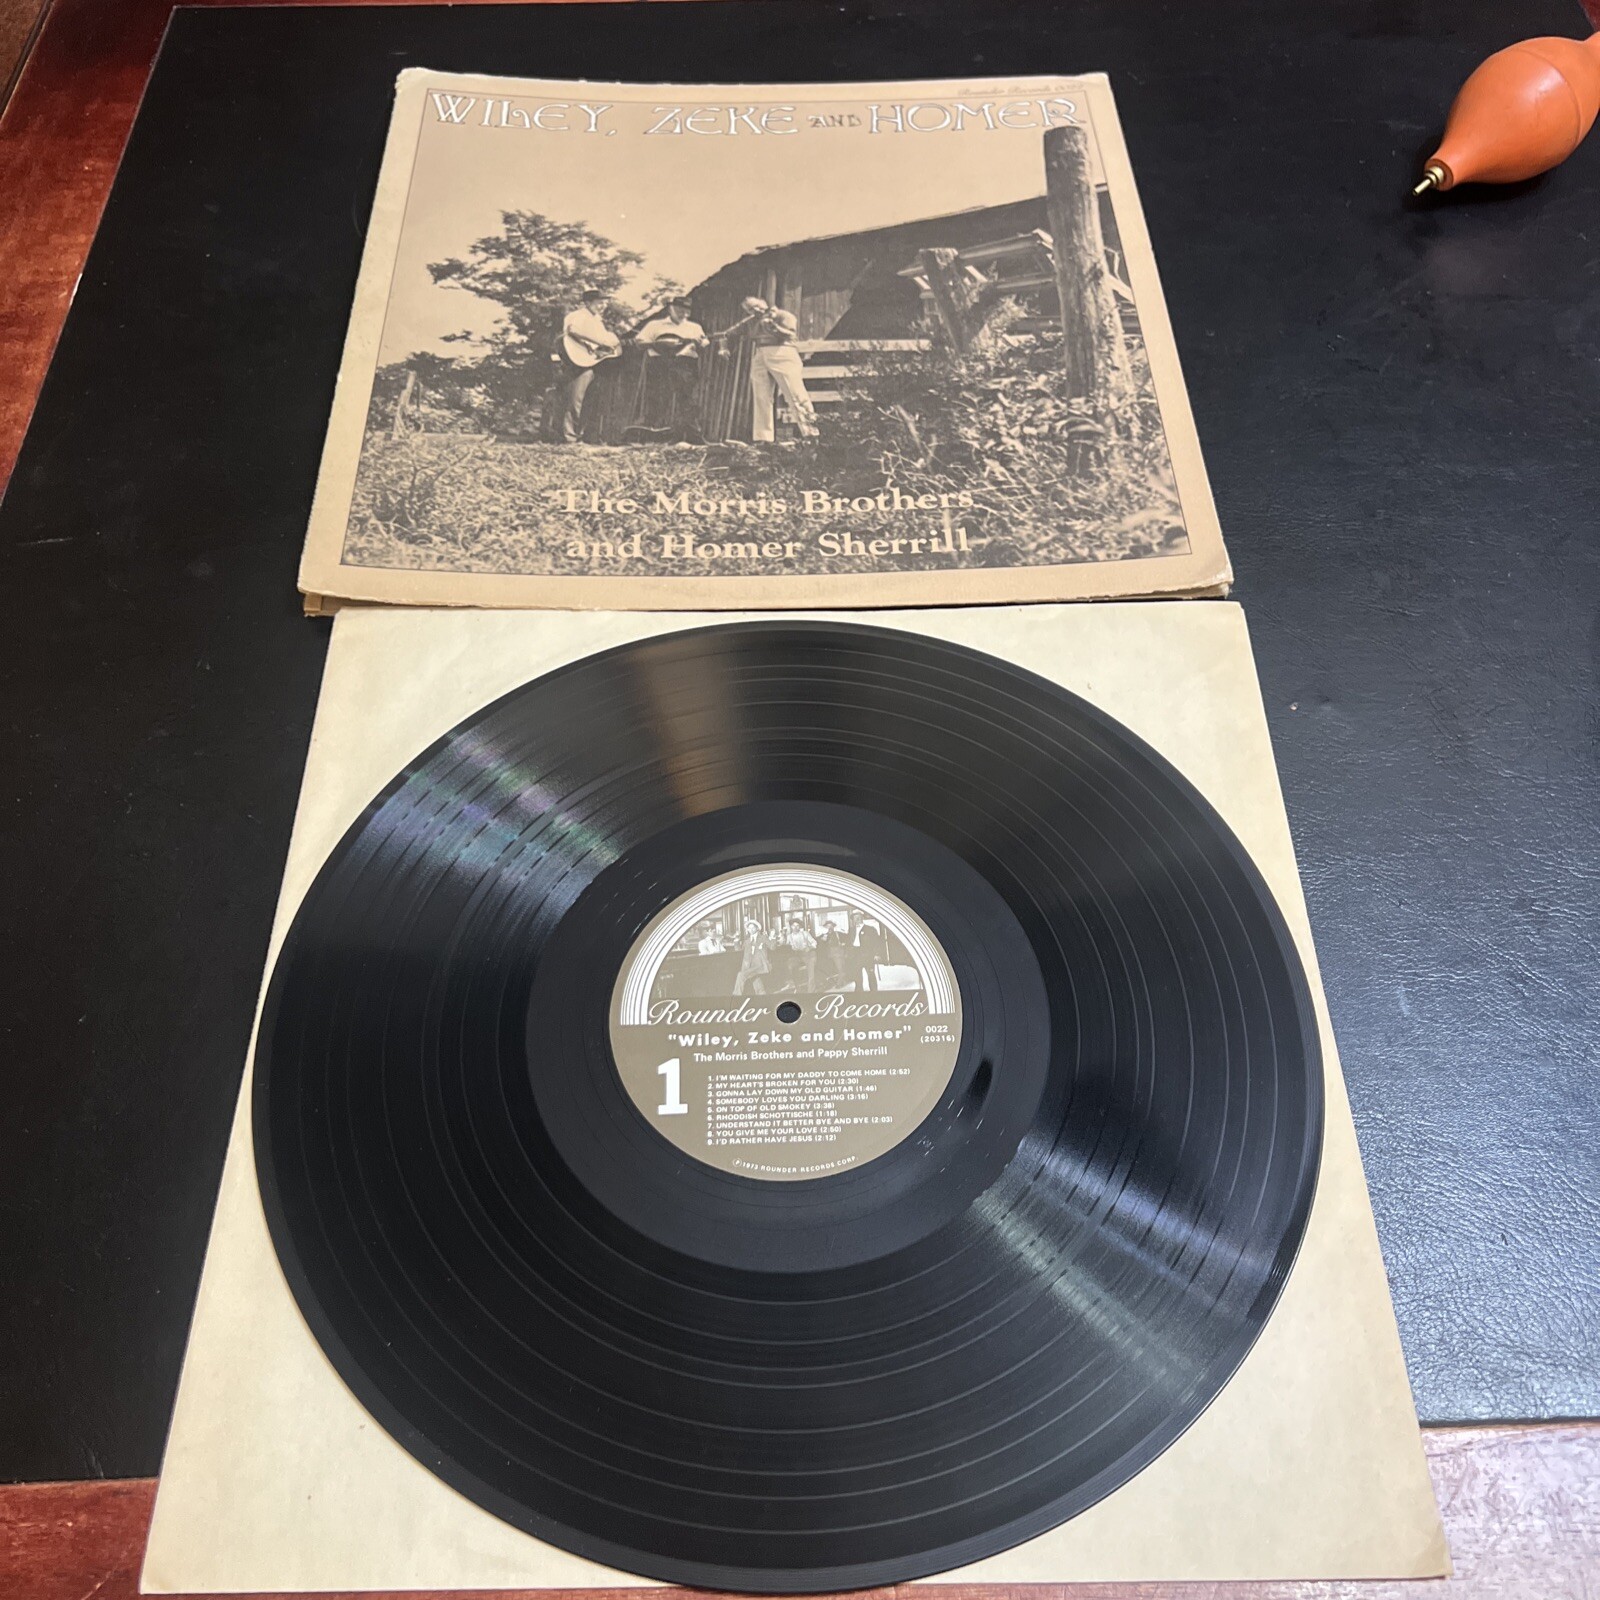 Rounder Records 0022
WILEY, ZEKE AND HOMER
The Morris Brothers
and Homer Sherrill
Rounder Records
"Wiley, Zeke and Homer"
0022
(20316)
The Morris Brothers and Pappy Sherrill
1
1. I'M WAITING FOR MY DADDY TO COME HOME (2:52)
2. MY HEART'S BROKEN FOR YOU (2:30)
3. GONNA LAY DOWN MY OLD GUITAR (1:46)
4. SOMEBODY LOVES YOU DARLING (3:16)
5. ON TOP OF OLD SMOKEY (3:38)
6. RHODDISH SCHOTTISCHE (1:18)
7. UNDERSTAND IT BETTER BYE AND BYE (2:03)
8. YOU GIVE ME YOUR LOVE (2:50)
9. I'D RATHER HAVE JESUS (2:12)
℗1973 ROUNDER RECORDS CORP.